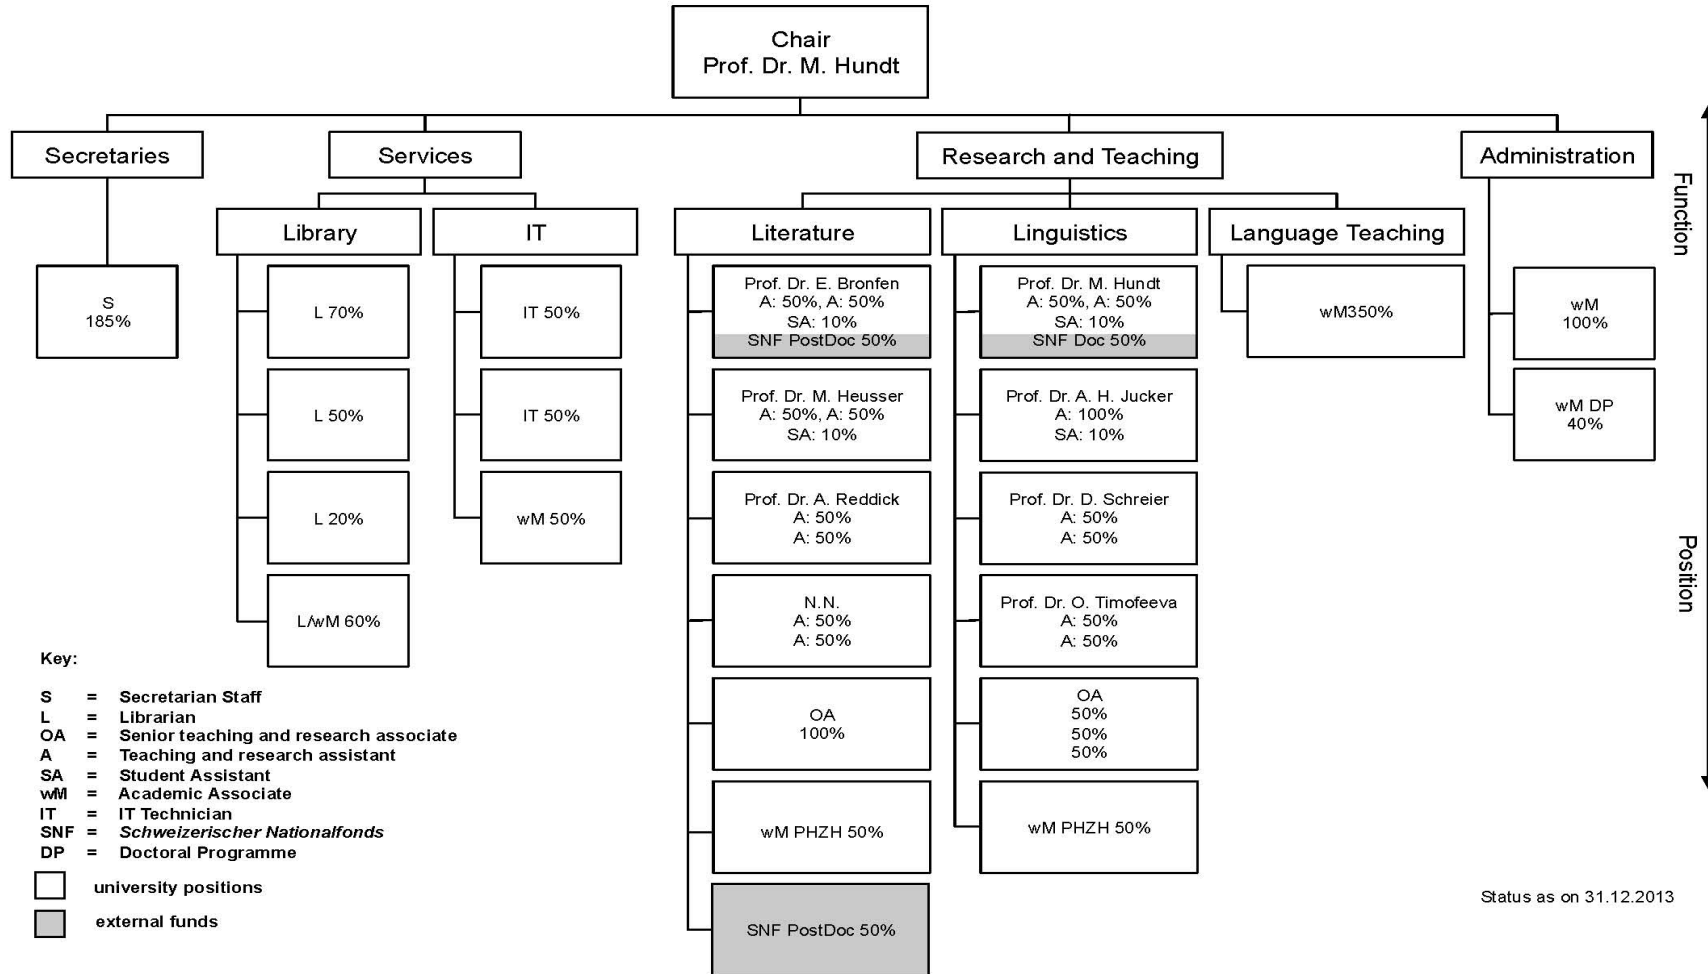 Chair
Prof. Dr. M. Hundt
Secretaries
Services
Research and Teaching
Administration
Function
Library
IT
Literature
Linguistics
Language Teaching
S
185%
L 70%
L 50%
L 20%
L/wM 60%
IT 50%
IT 50%
wM 50%
Prof. Dr. E. Bronfen
A: 50%, A: 50%
SA: 10%
SNF PostDoc 50%
Prof. Dr. M. Heusser
A: 50%, A: 50%
SA: 10%
Prof. Dr. A. Reddick
A: 50%
A: 50%
N.N.
A: 50%
A: 50%
OA
100%
wM PHZH 50%
SNF PostDoc 50%
Prof. Dr. M. Hundt
A: 50%, A: 50%
SA: 10%
SNF Doc 50%
Prof. Dr. A. H. Jucker
A: 100%
SA: 10%
Prof. Dr. D. Schreier
A: 50%
A: 50%
Prof. Dr. O. Timofeeva
A: 50%
A: 50%
OA
50%
50%
50%
wM PHZH 50%
wM350%
wM
100%
wM DP
40%
Position
Key:
S = Secretarian Staff
L = Librarian
OA = Senior teaching and research associate
A = Teaching and research assistant
SA = Student Assistant
wM = Academic Associate
IT = IT Technician
SNF = Schweizerischer Nationalfonds
DP = Doctoral Programme
university positions
external funds
Status as on 31.12.2013